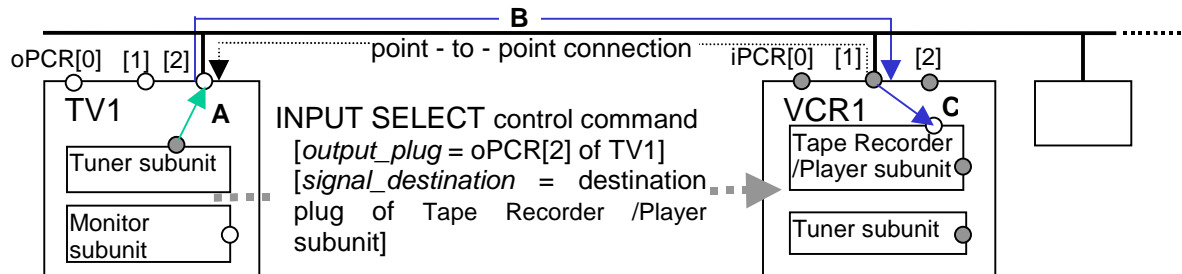 B
point - to - point connection
oPCR[0] [1] [2]
iPCR[0] [1] [2]
TV1
A
Tuner subunit
Monitor
subunit
INPUT SELECT control command
[output_plug = oPCR[2] of TV1]
[signal_destination = destination
plug of Tape Recorder /Player
subunit]
VCR1
C
Tape Recorder
/Player subunit
Tuner subunit